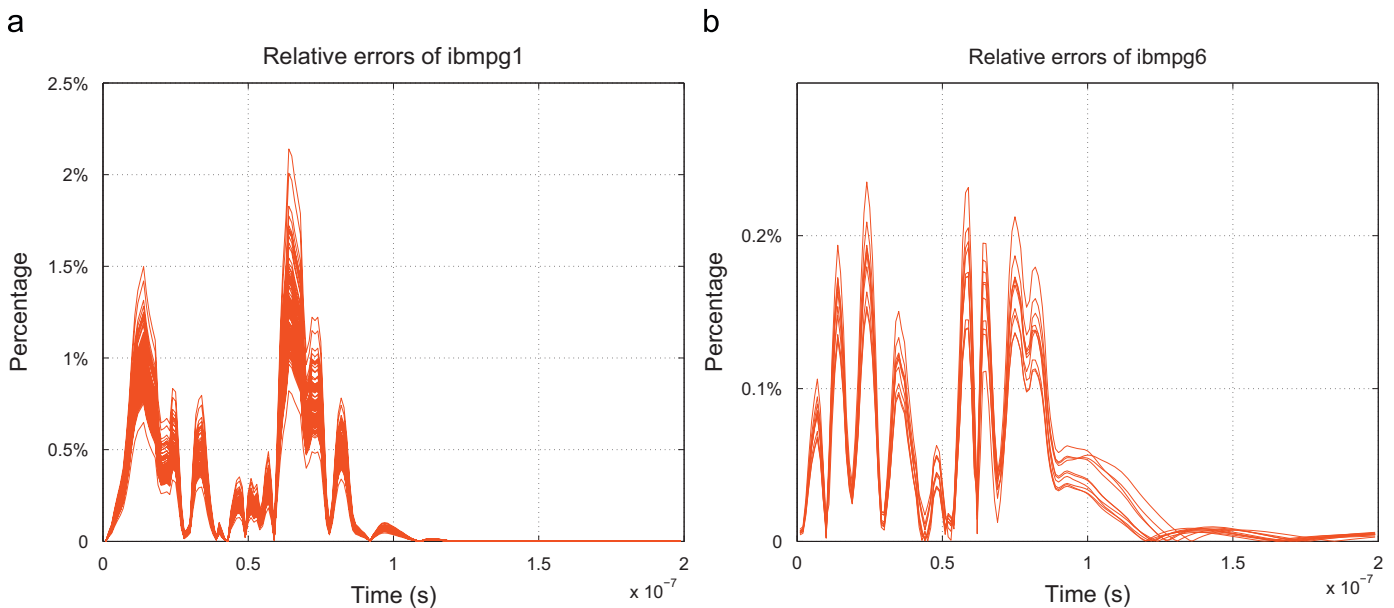 a
Relative errors of ibmpg1
2.5%
2%
1.5%
1%
0.5%
0
Percentage
0
0.5
1
1.5
2
x 10⁻⁷
Time (s)
b
Relative errors of ibmpg6
0.2%
0.1%
0
Percentage
0
0.5
1
1.5
2
x 10⁻⁷
Time (s)